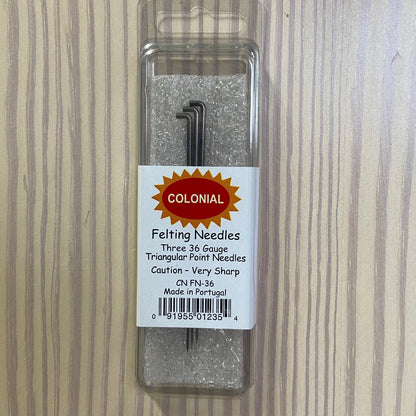 COLONIAL
Felting Needles
Three 36 Gauge
Triangular Point Needles
Caution - Very Sharp
CN FN-36
Made in Portugal
0 91955 01235 4